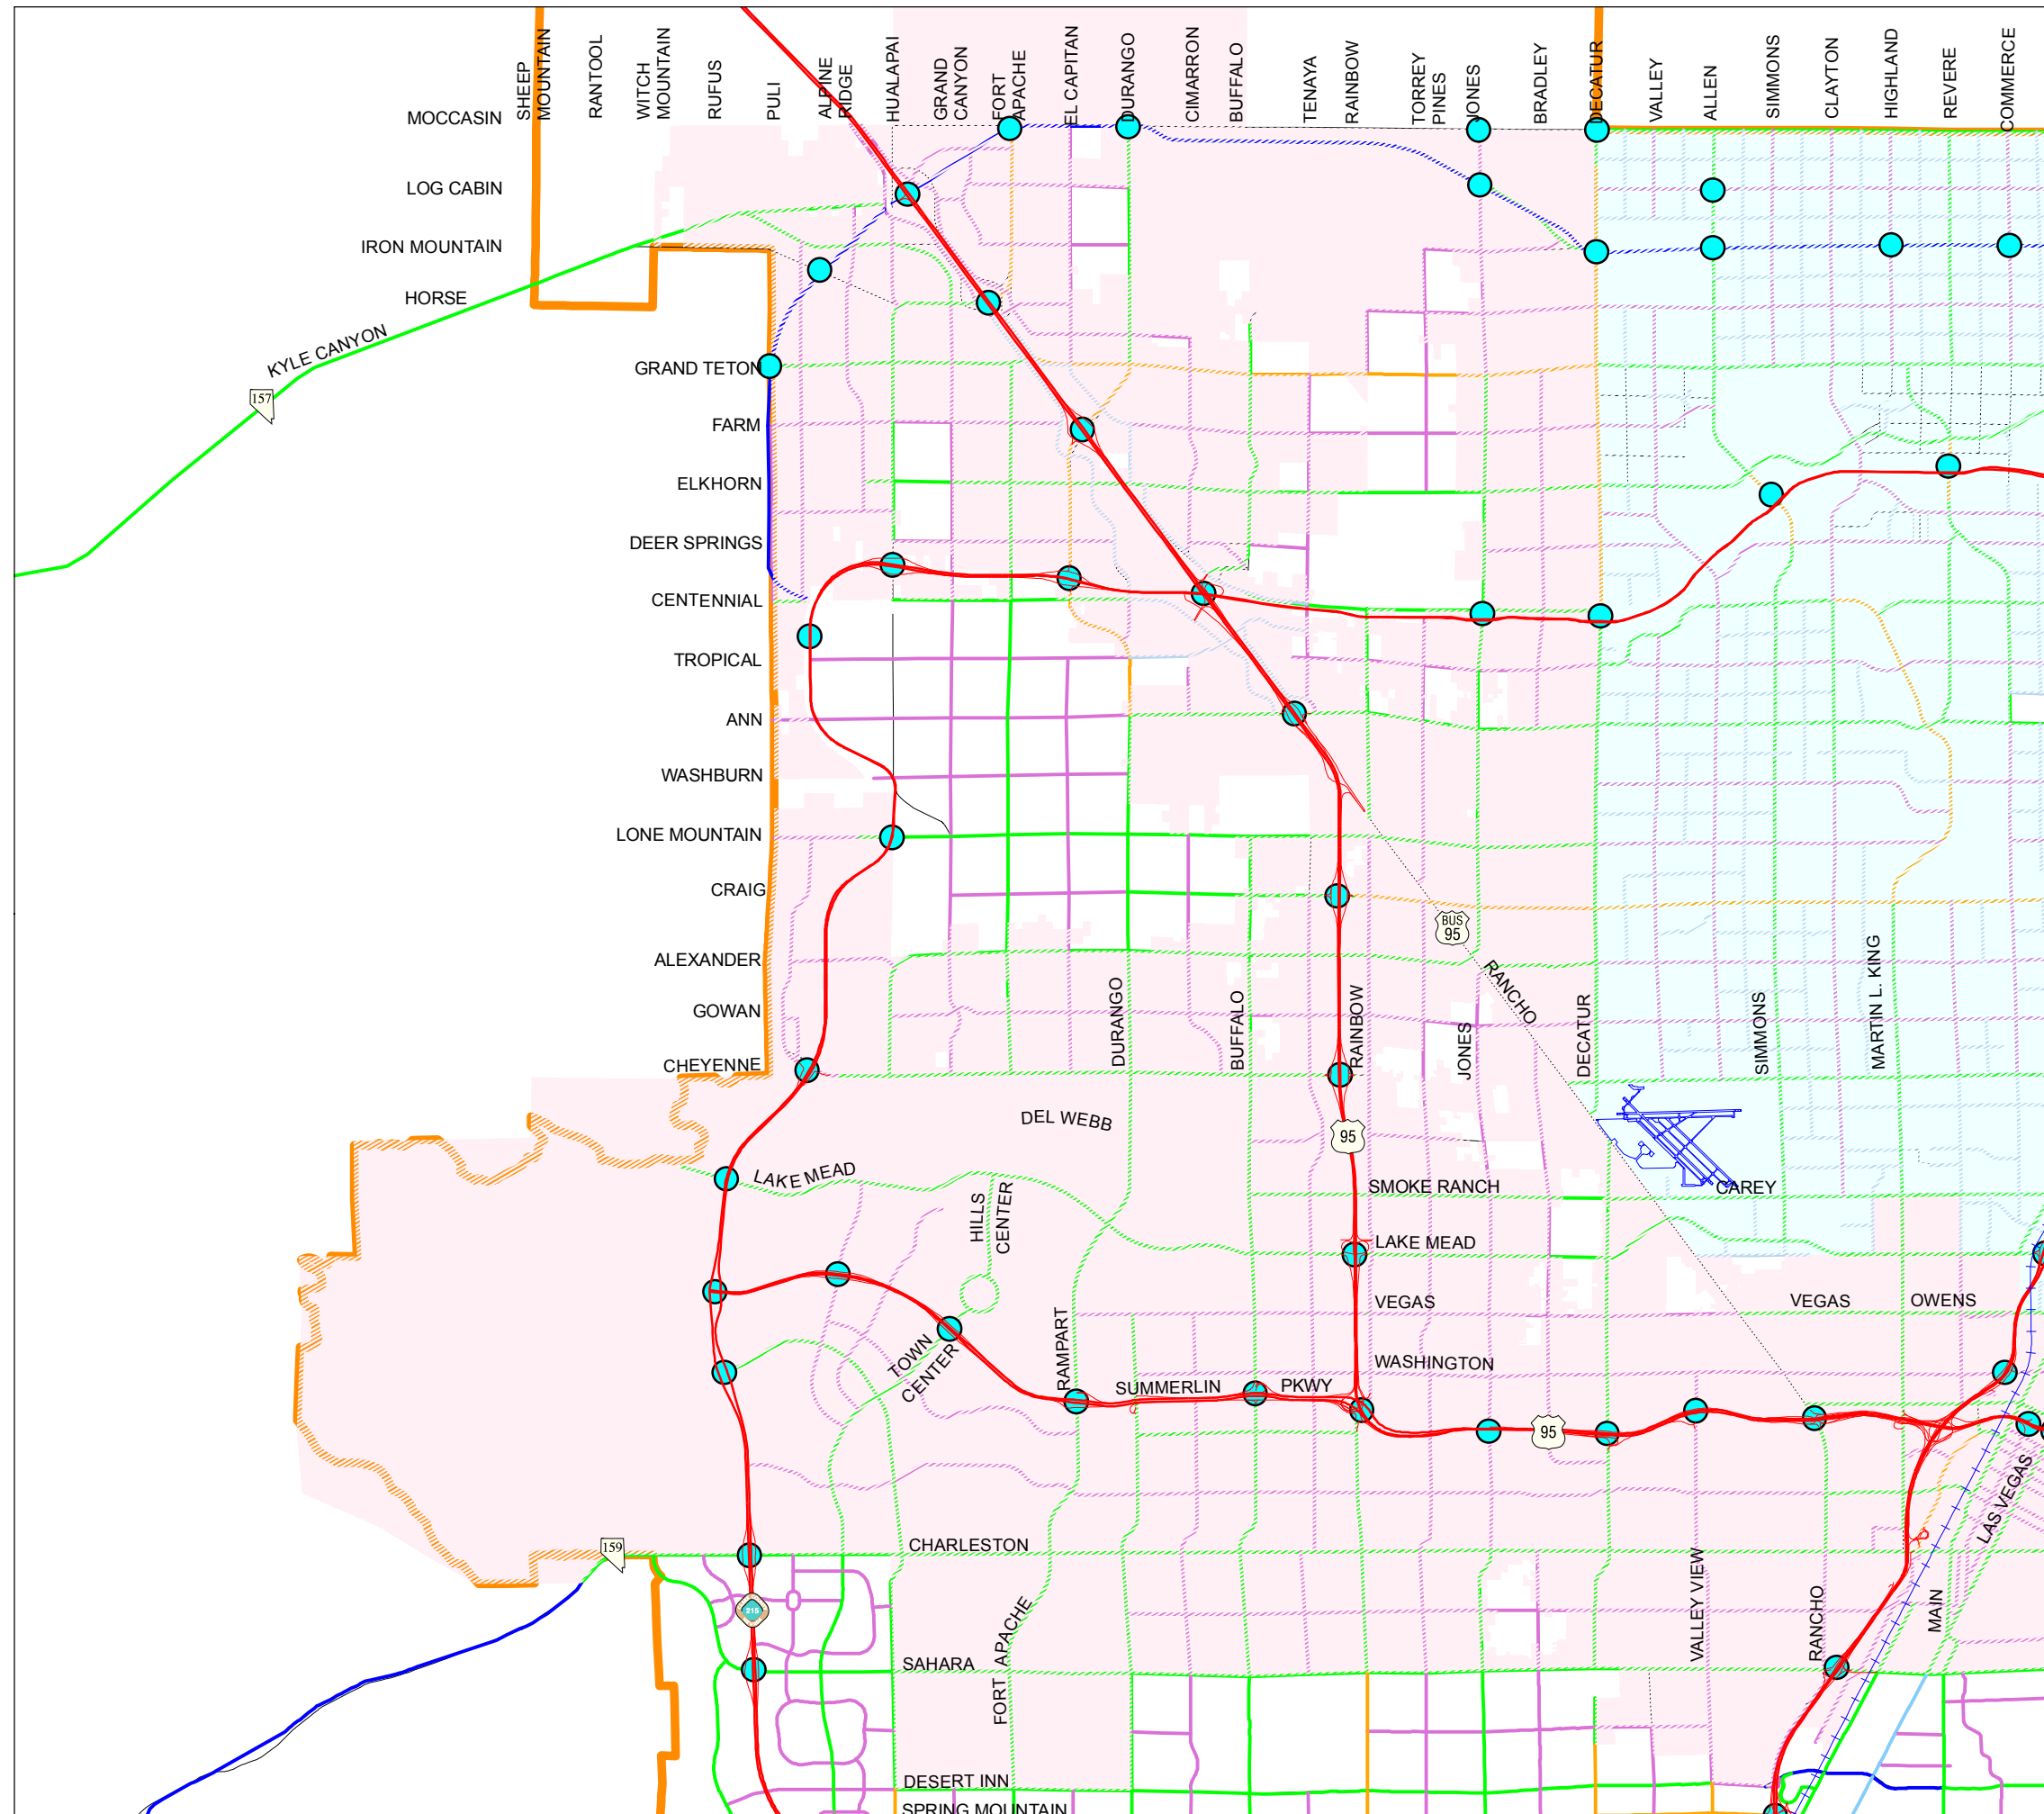 SHEEP
MOUNTAIN
RANTOOL
WITCH
MOUNTAIN
RUFUS
PULI
ALPINE
RIDGE
HUALAPAI
GRAND
CANYON
FORT
APACHE
EL CAPITAN
DURANGO
CIMARRON
BUFFALO
TENAYA
RAINBOW
TORREY
PINES
JONES
BRADLEY
DECATUR
VALLEY
ALLEN
SIMMONS
CLAYTON
HIGHLAND
REVERE
COMMERCE
MOCCASIN
LOG CABIN
IRON MOUNTAIN
HORSE
KYLE CANYON
157
GRAND TETON
FARM
ELKHORN
DEER SPRINGS
CENTENNIAL
TROPICAL
ANN
WASHBURN
LONE MOUNTAIN
CRAIG
BUS
95
ALEXANDER
RANCHO
MARTIN L. KING
GOWAN
CHEYENNE
DURANGO
BUFFALO
RAINBOW
JONES
DECATUR
SIMMONS
DEL WEBB
95
LAKE MEAD
HILLS
CENTER
SMOKE RANCH
CAREY
LAKE MEAD
VEGAS
VEGAS
OWENS
TOWN
CENTER
RAMPART
WASHINGTON
SUMMERLIN
PKWY
95
LAS VEGAS
159
CHARLESTON
215
FORT APACHE
VALLEY VIEW
RANCHO
MAIN
SAHARA
DESERT INN
SPRING MOUNTAIN